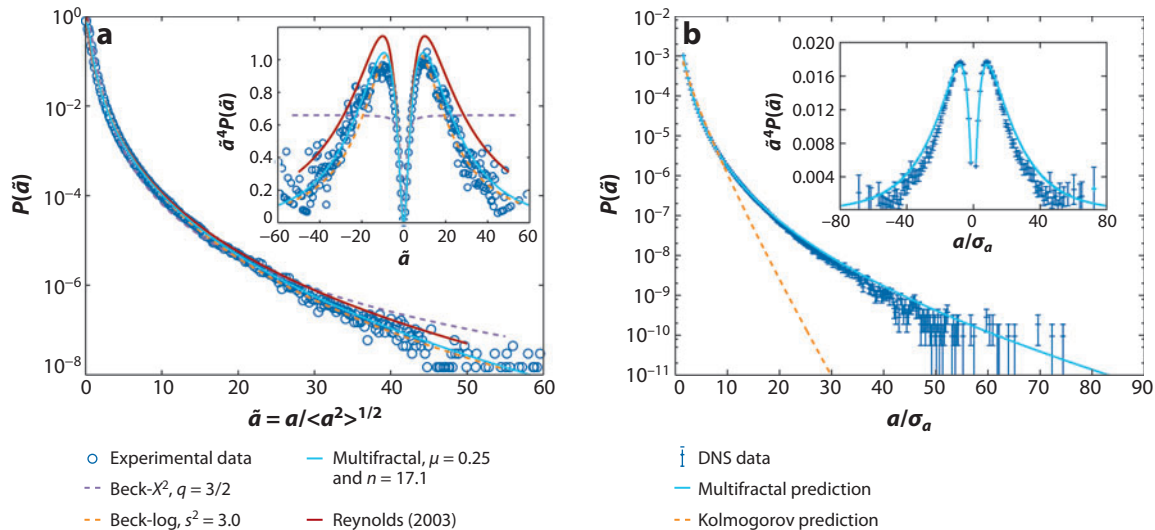 a
10⁰
10⁻²
10⁻⁴
10⁻⁶
10⁻⁸
P(ã)
0 10 20 30 40 50 60
ã = a/<a²>¹/²
1.0
0.8
0.6
0.4
0.2
0
ã⁴P(ã)
−60 −40 −20 0 20 40 60
ã
b
10⁻²
10⁻³
10⁻⁴
10⁻⁵
10⁻⁶
10⁻⁷
10⁻⁸
10⁻⁹
10⁻¹⁰
10⁻¹¹
P(ã)
0 10 20 30 40 50 60 70 80 90
a/σₐ
0.020
0.016
0.012
0.008
0.004
ã⁴P(ã)
−80 −40 0 40 80
a/σₐ
Experimental data
Beck-Χ², q = 3/2
Beck-log, s² = 3.0
Multifractal, μ = 0.25
and n = 17.1
Reynolds (2003)
DNS data
Multifractal prediction
Kolmogorov prediction